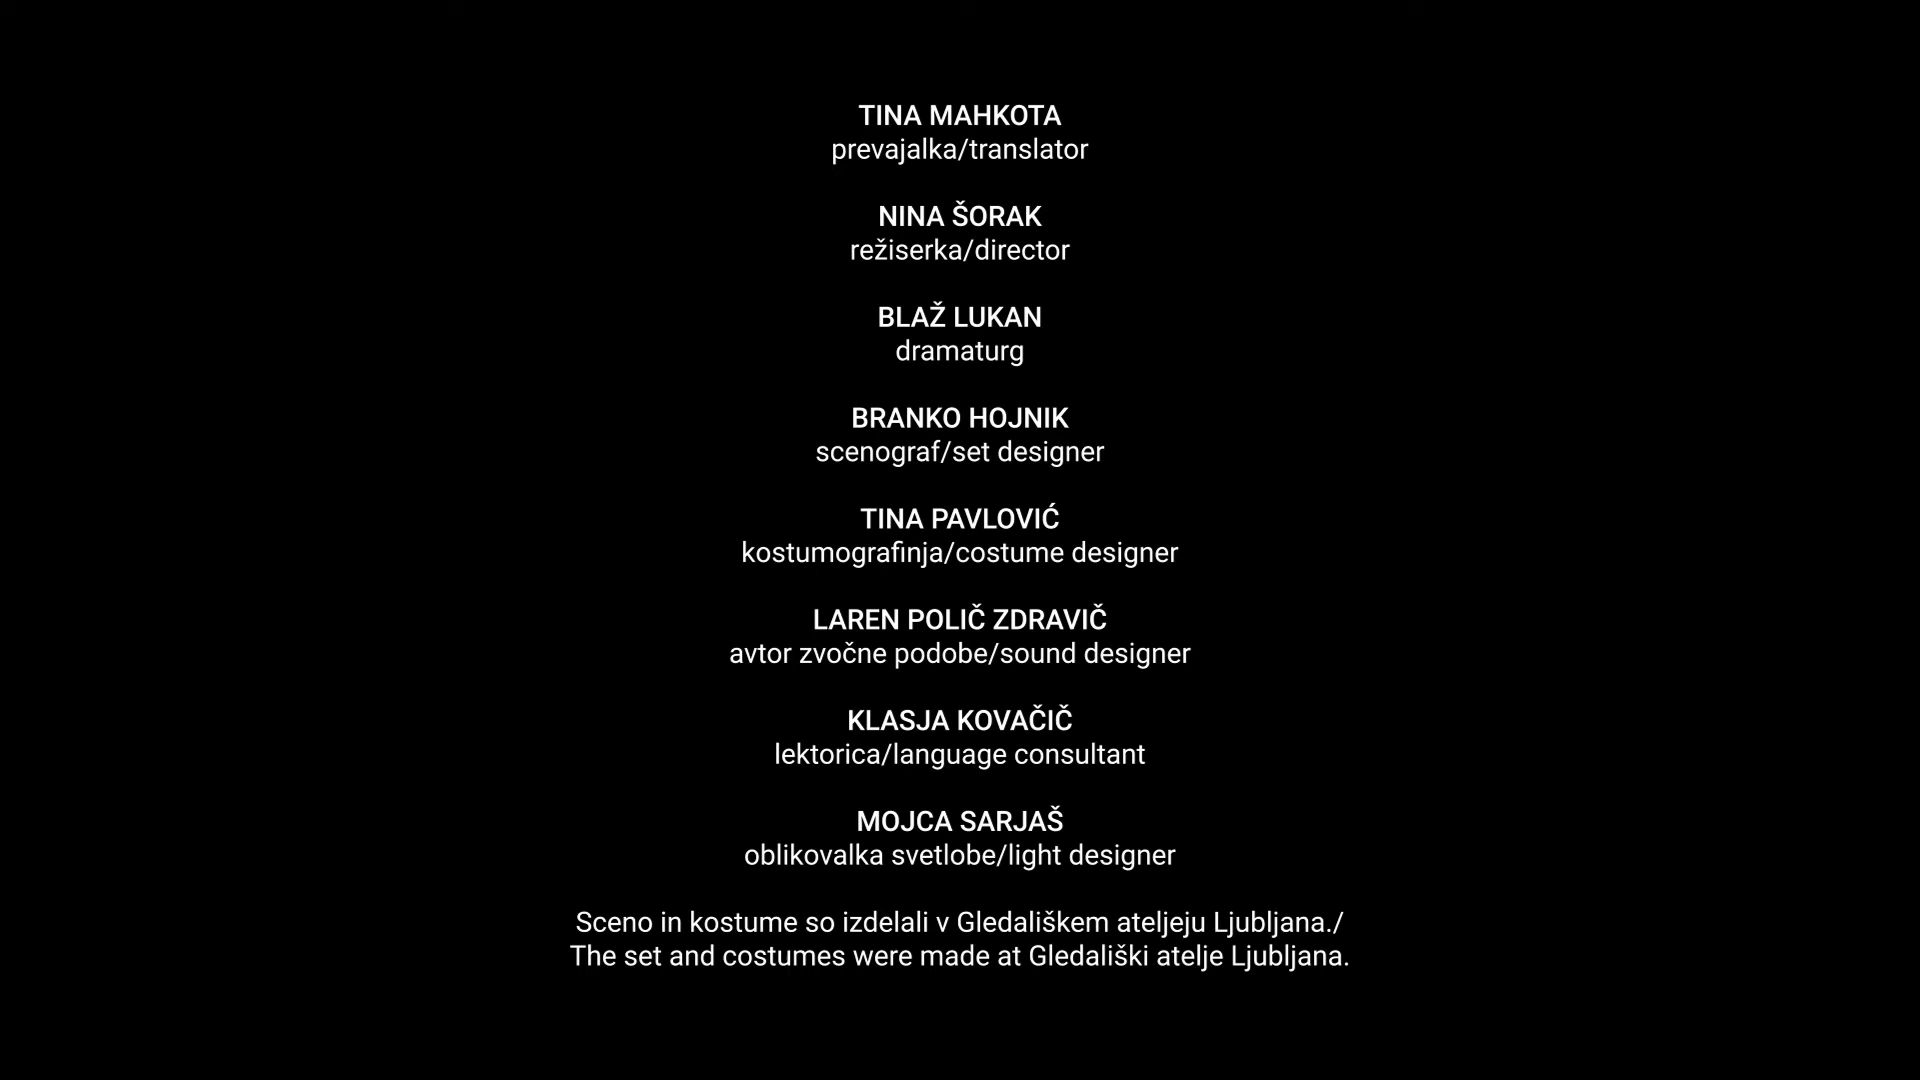 TINA MAHKOTA
prevajalka/translator
NINA ŠORAK
režiserka/director
BLAŽ LUKAN
dramaturg
BRANKO HOJNIK
scenograf/set designer
TINA PAVLOVIĆ
kostumografinja/costume designer
LAREN POLIČ ZDRAVIČ
avtor zvočne podobe/sound designer
KLASJA KOVAČIČ
lektorica/language consultant
MOJCA SARJAŠ
oblikovalka svetlobe/light designer
Sceno in kostume so izdelali v Gledališkem ateljeju Ljubljana./
The set and costumes were made at Gledališki atelje Ljubljana.